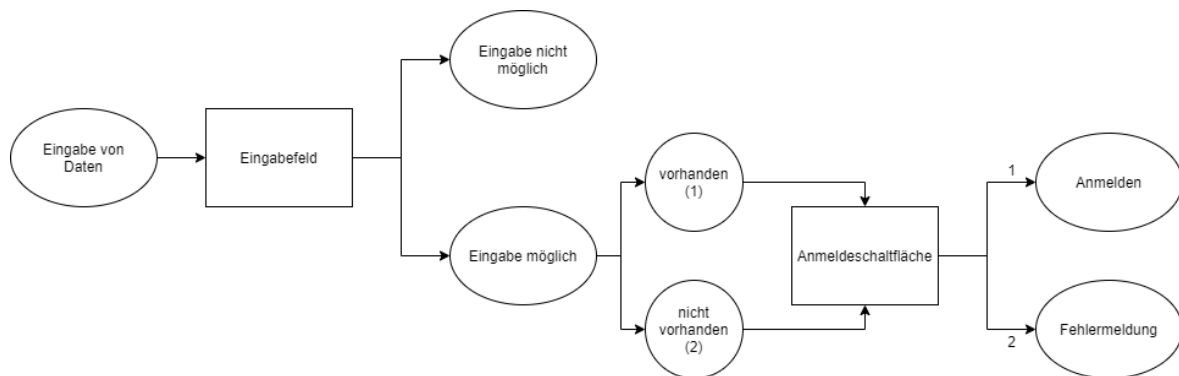 Eingabe von
Daten
Eingabefeld
Eingabe nicht
möglich
Eingabe möglich
vorhanden
(1)
nicht
vorhanden
(2)
Anmeldeschaltfläche
1
Anmelden
2
Fehlermeldung